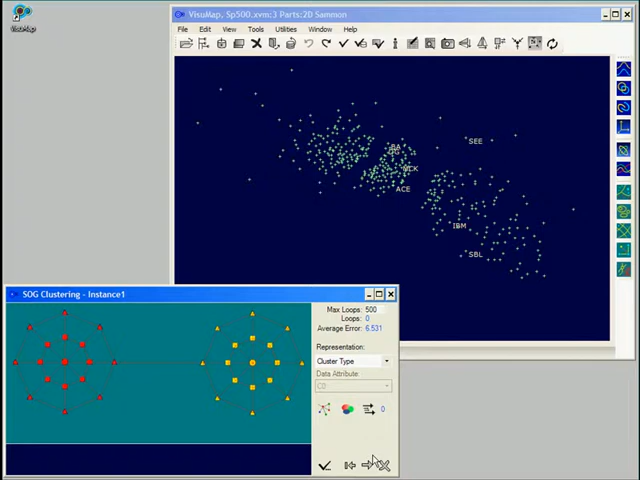 VisuMap
VisuMap, Sp500.xvm:3 Parts:2D Sammon
File Edit View Tools Utilities Window Help
SEE
ACE
IBM
SBL
SOG Clustering - Instance1
Max Loops: 500
Loops: 0
Average Error: 6.531
Representation:
Cluster Type
Data Attribute:
C0
0